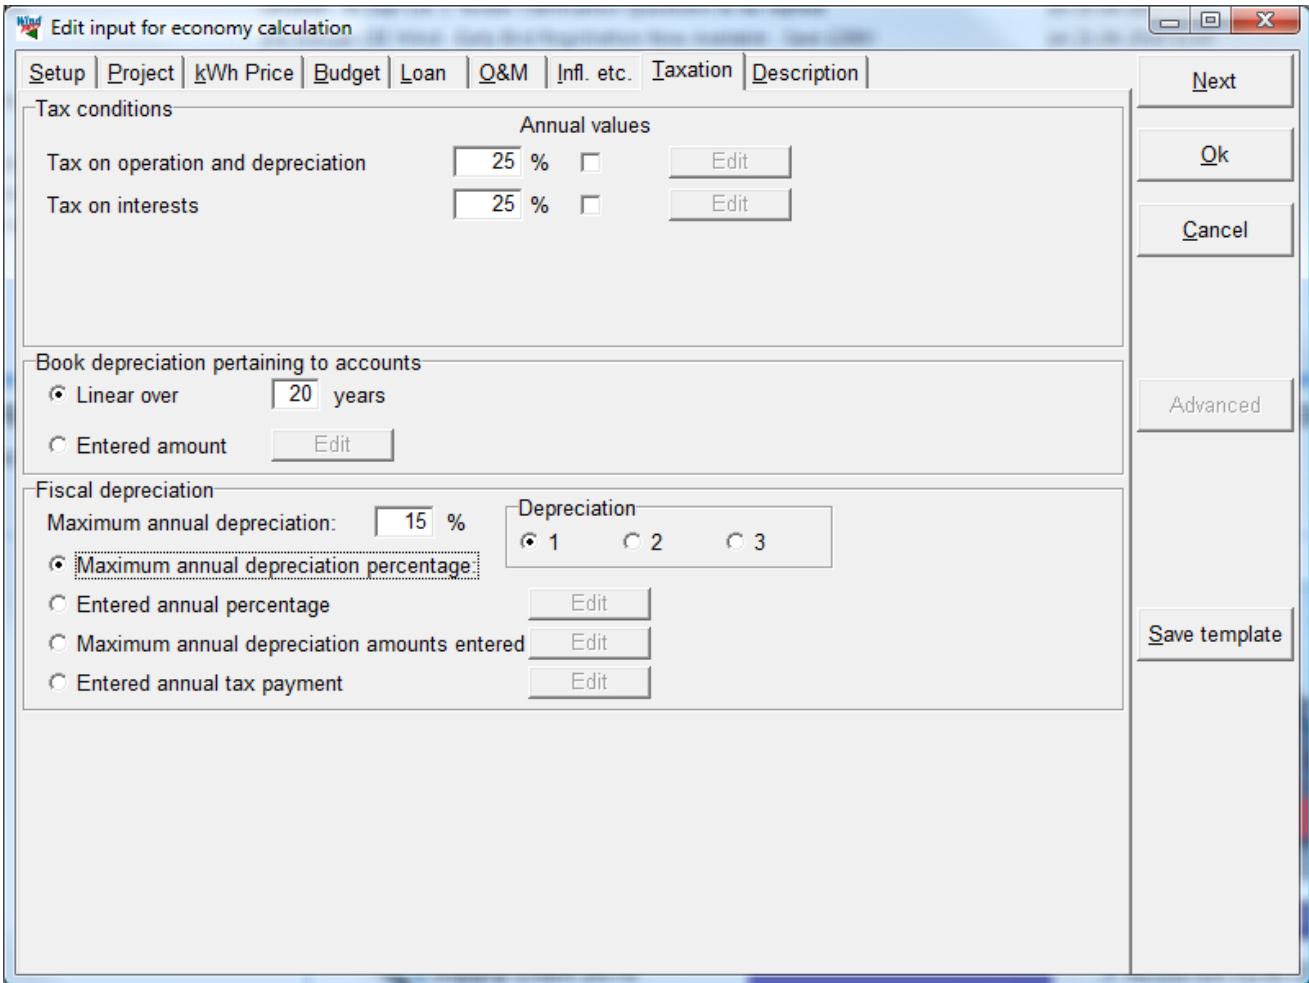 Wind
Edit input for economy calculation
Setup Project kWh Price Budget Loan O&M Infl. etc. Taxation Description
Next
Tax conditions
Annual values
Tax on operation and depreciation 25 % Edit
Ok
Tax on interests 25 % Edit
Cancel
Book depreciation pertaining to accounts
Linear over 20 years
Advanced
Entered amount Edit
Fiscal depreciation
Maximum annual depreciation: 15 %
Depreciation
1 2 3
Maximum annual depreciation percentage:
Entered annual percentage Edit
Maximum annual depreciation amounts entered Edit
Save template
Entered annual tax payment Edit